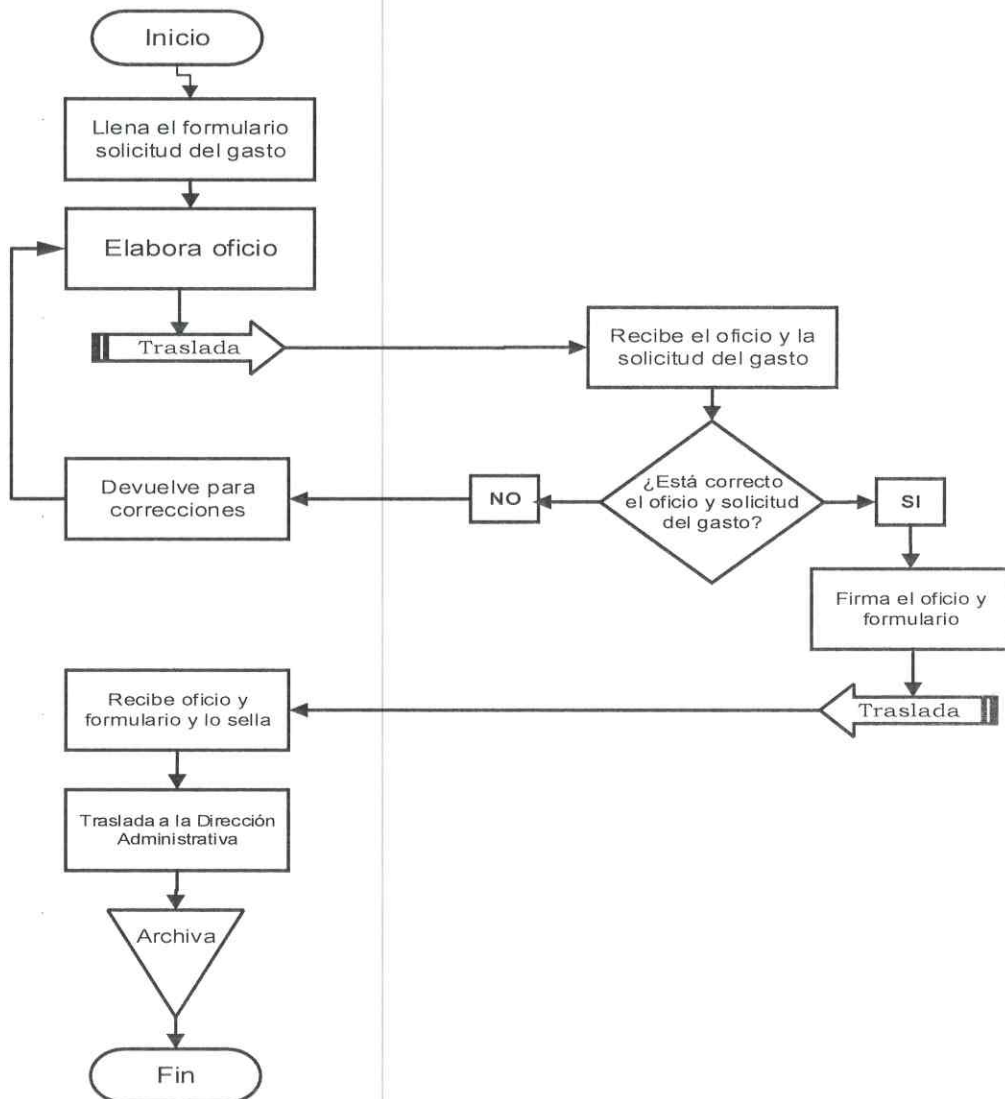 Inicio
Llena el formulario
solicitud del gasto
Elabora oficio
Traslada
Recibe el oficio y la
solicitud del gasto
¿Está correcto
el oficio y solicitud
del gasto?
NO
SI
Devuelve para
correcciones
Firma el oficio y
formulario
Traslada
Recibe oficio y
formulario y lo sella
Traslada a la Dirección
Administrativa
Archiva
Fin